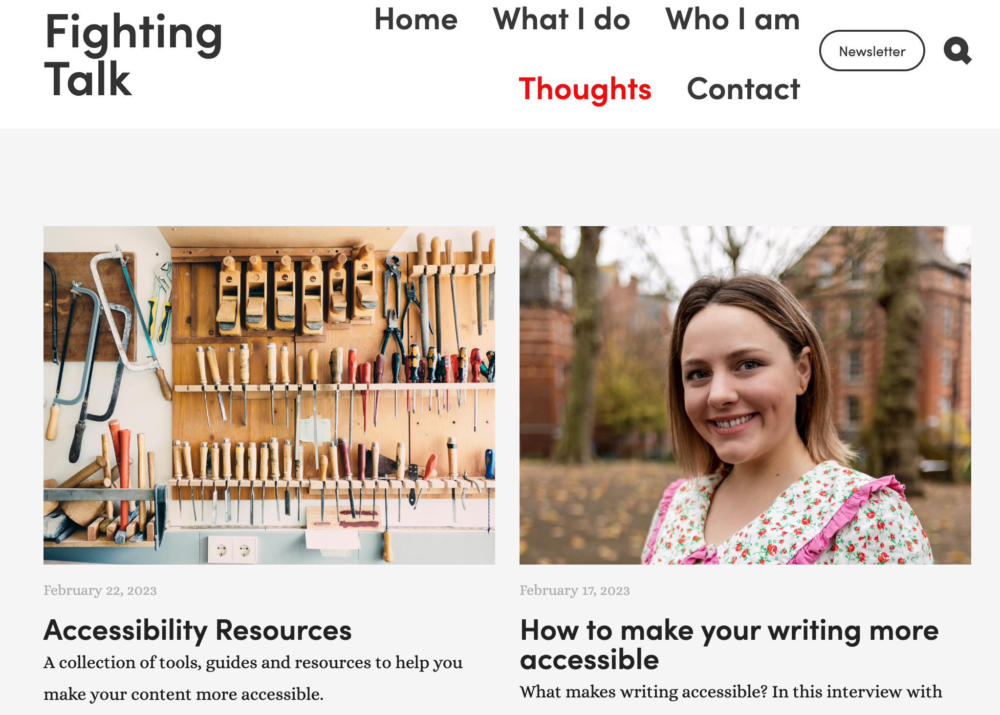 Fighting
Talk
Home What I do Who I am
Thoughts Contact
Newsletter
February 22, 2023
Accessibility Resources
A collection of tools, guides and resources to help you
make your content more accessible.
February 17, 2023
How to make your writing more
accessible
What makes writing accessible? In this interview with